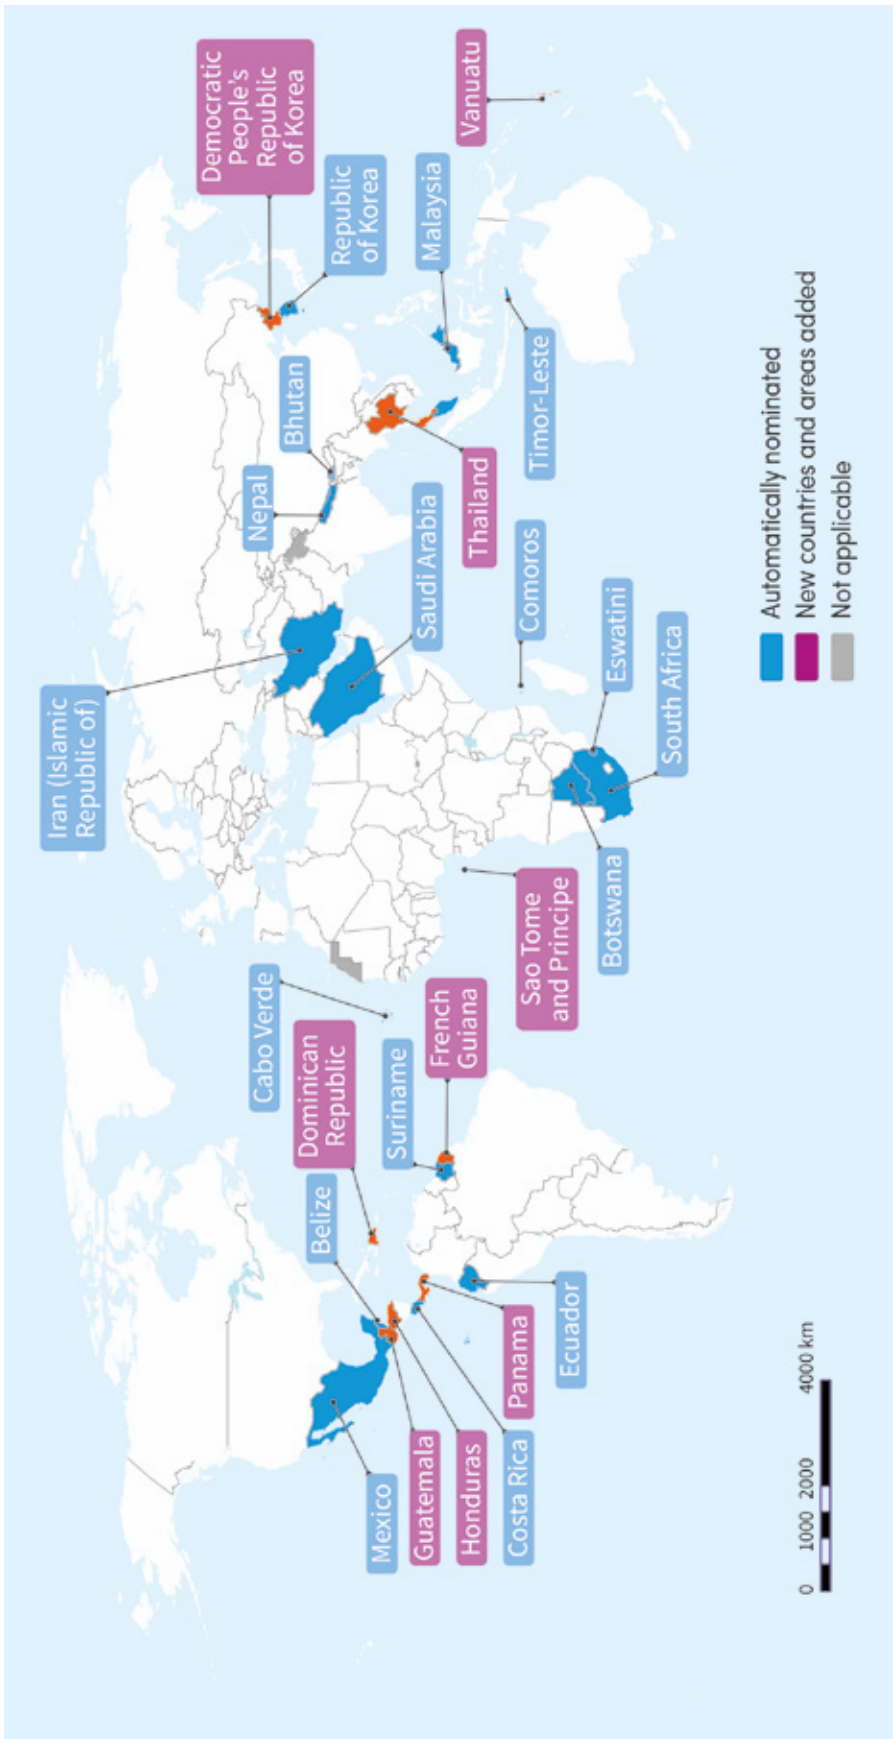 Democratic
People's
Republic
of Korea
Vanuatu
Republic
of Korea
Malaysia
Bhutan
Timor-Leste
Nepal
Thailand
Saudi Arabia
Comoros
Iran (Islamic
Republic of)
Eswatini
South Africa
Botswana
Sao Tome
and Principe
Cabo Verde
French
Guiana
Dominican
Republic
Suriname
Belize
Ecuador
Panama
Mexico
Guatemala
Honduras
Costa Rica
Automatically nominated
New countries and areas added
Not applicable
0 1000 2000 4000 km